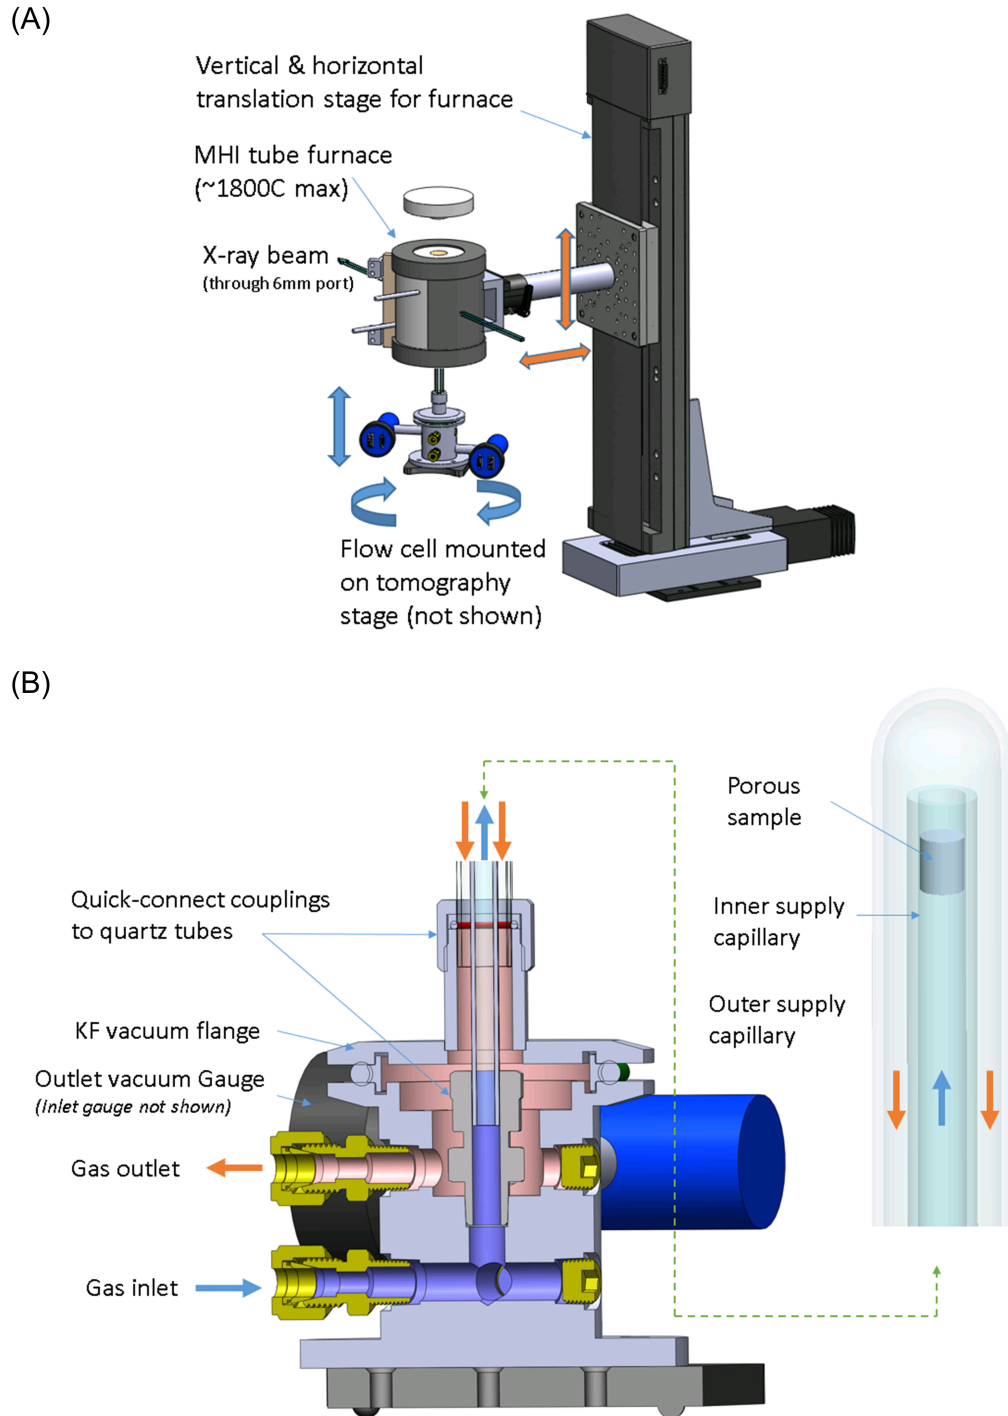 (A)
Vertical & horizontal
translation stage for furnace
MHI tube furnace
(~1800C max)
X-ray beam
(through 6mm port)
Flow cell mounted
on tomography
stage (not shown)
(B)
Porous
sample
Quick-connect couplings
to quartz tubes
Inner supply
capillary
Outer supply
capillary
KF vacuum flange
Outlet vacuum Gauge
(Inlet gauge not shown)
Gas outlet
Gas inlet